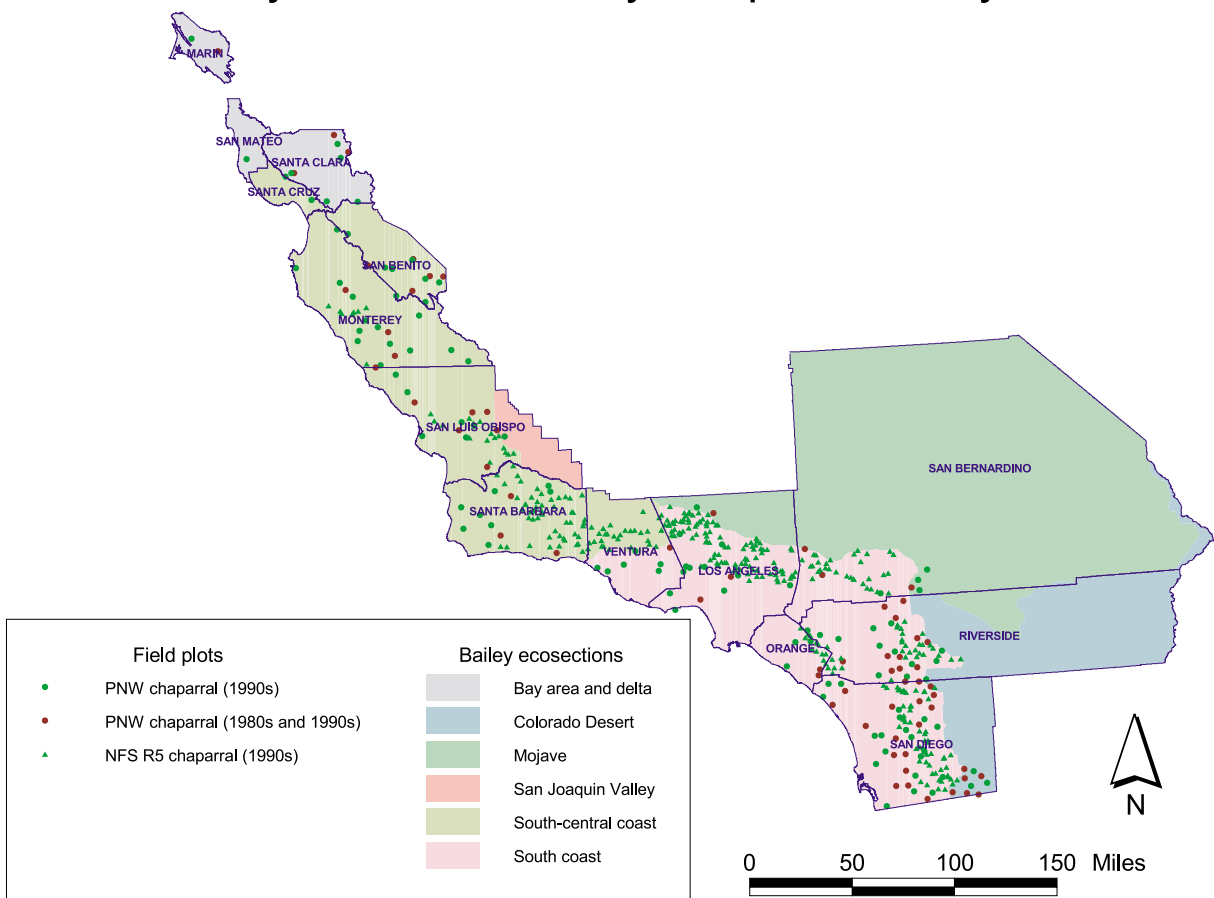 MARIN
SAN MATEO
SANTA CLARA
SANTA CRUZ
SAN BENITO
MONTEREY
SAN LUIS OBISPO
SAN BERNARDINO
SANTA BARBARA
VENTURA
LOS ANGELES
RIVERSIDE
ORANGE
SAN DIEGO
Field plots
PNW chaparral (1990s)
PNW chaparral (1980s and 1990s)
NFS R5 chaparral (1990s)
Bailey ecosections
Bay area and delta
Colorado Desert
Mojave
San Joaquin Valley
South-central coast
South coast
N
0 50 100 150 Miles